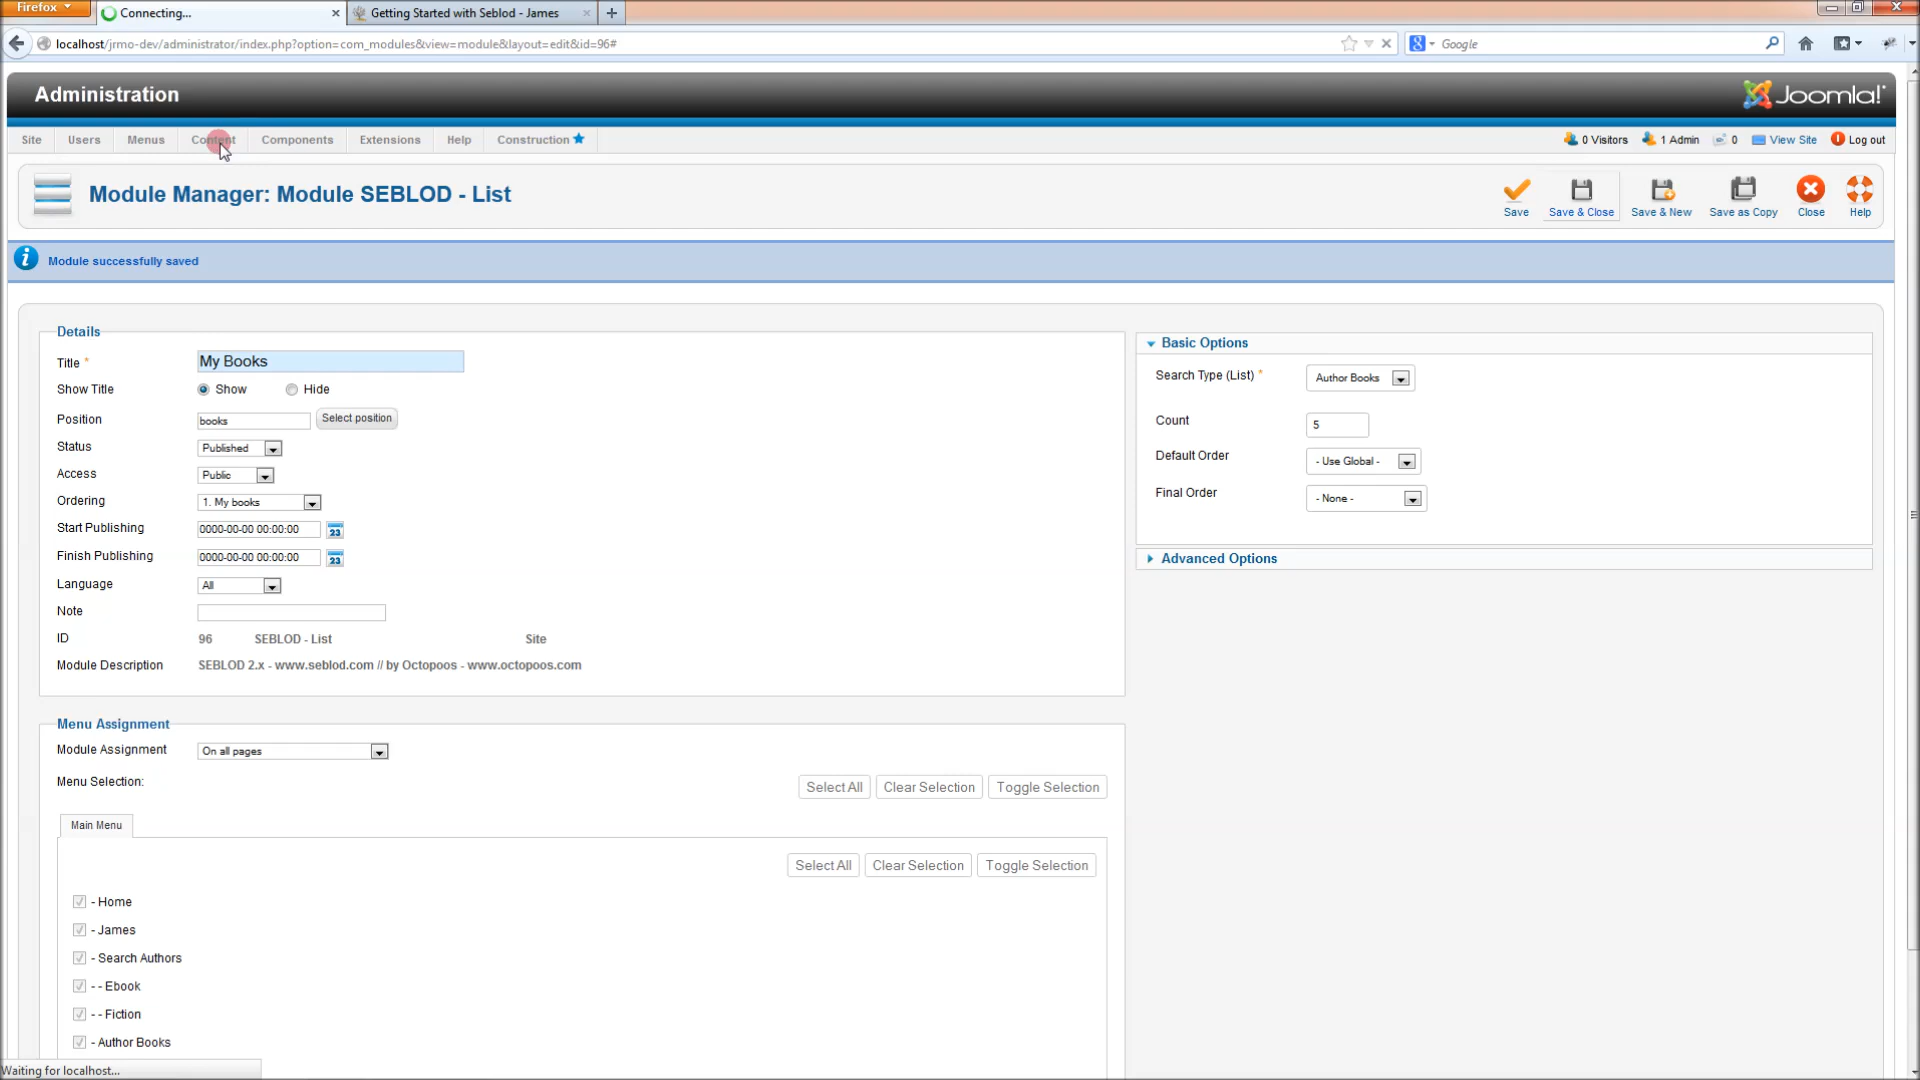 Firefox
Connecting...
Getting Started with Seblod - James
localhost/jrmo-dev/administrator/index.php?option=com_modules&view=module&layout=edit&id=96#
Google
Administration
Joomla!
Site Users Menus Content Components Extensions Help Construction
0 Visitors 1 Admin 0 View Site Log out
Module Manager: Module SEBLOD - List
Save Save & Close Save & New Save as Copy Close Help
Module successfully saved
Details
Title * My Books
Show Title Show Hide
Position books Select position
Status Published
Access Public
Ordering 1. My books
Start Publishing 0000-00-00 00:00:00 23
Finish Publishing 0000-00-00 00:00:00 23
Language All
Note
ID 96 SEBLOD - List Site
Module Description SEBLOD 2.x - www.seblod.com // by Octopoos - www.octopoos.com
Basic Options
Search Type (List) * Author Books
Count 5
Default Order - Use Global -
Final Order - None -
Advanced Options
Menu Assignment
Module Assignment On all pages
Menu Selection:
Select All Clear Selection Toggle Selection
Main Menu
Select All Clear Selection Toggle Selection
- Home
- James
- Search Authors
- - Ebook
- - Fiction
- Author Books
Waiting for localhost...